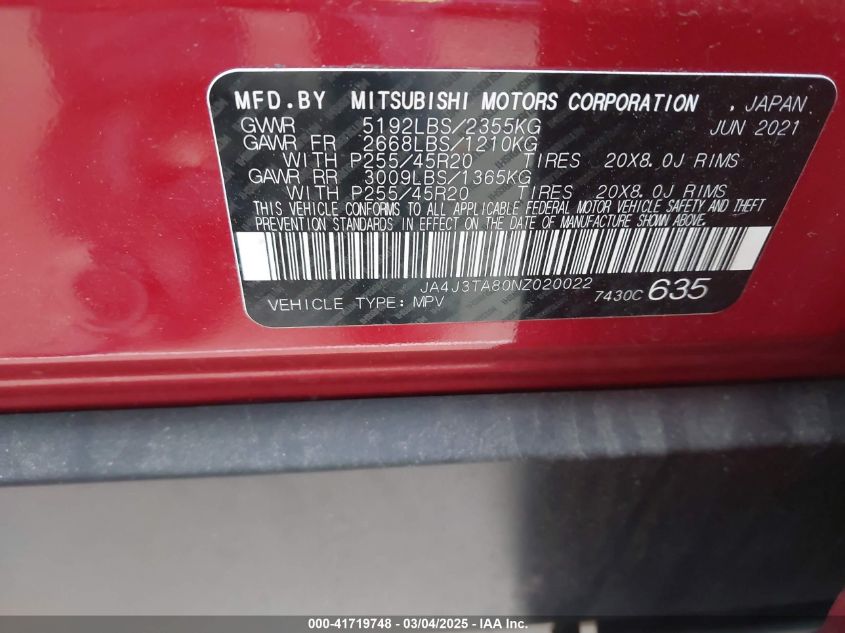 MFD.BY MITSUBISHI MOTORS CORPORATION , JAPAN
GVWR 5192LBS/2355KG JUN 2021
GAWR FR 2668LBS/1210KG
WITH P255/45R20 TIRES 20X8.0J RIMS
GAWR RR 3009LBS/1365KG
WITH P255/45R20 TIRES 20X8.0J RIMS
THIS VEHICLE CONFORMS TO ALL APPLICABLE FEDERAL MOTOR VEHICLE SAFETY AND THEFT
PREVENTION STANDARDS IN EFFECT ON THE DATE OF MANUFACTURE SHOWN ABOVE.
JA4J3TA80NZ020022
VEHICLE TYPE: MPV 7430C 635
000-41719748 - 03/04/2025 - IAA Inc.